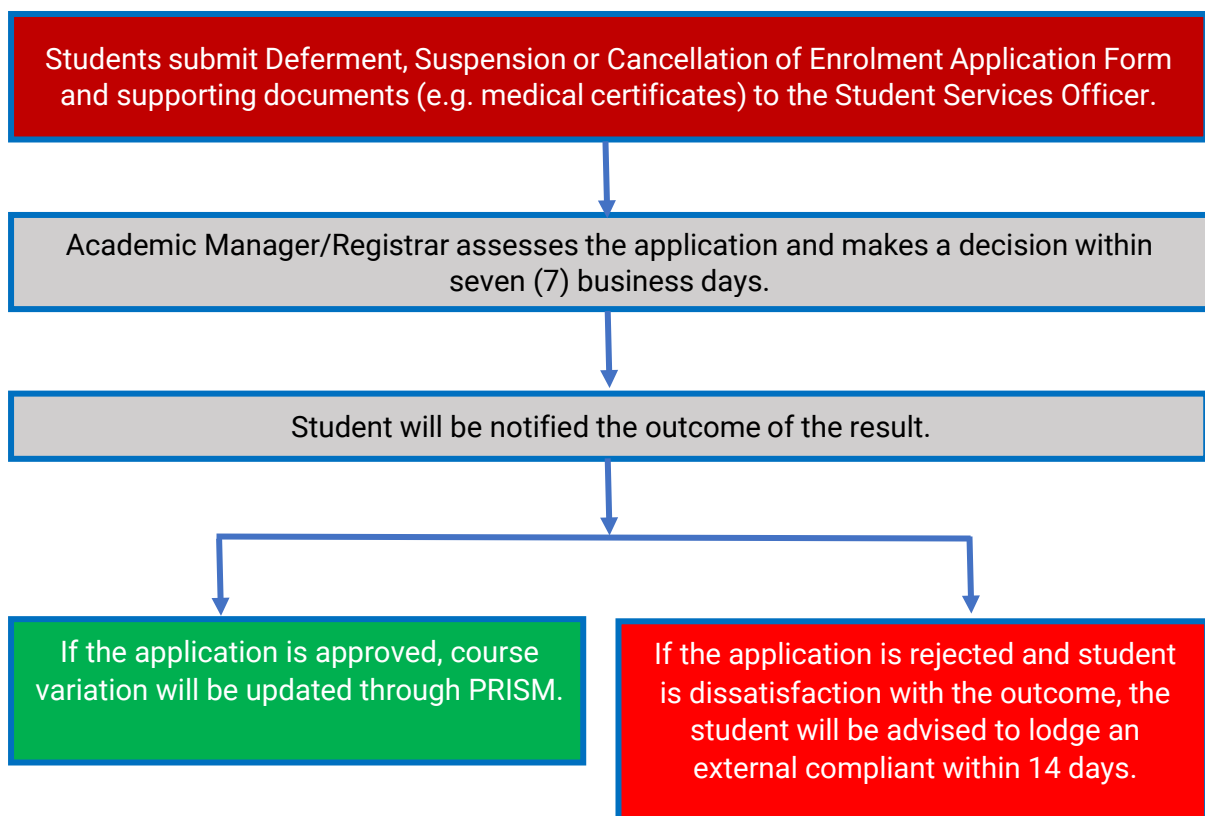 Students submit Deferment, Suspension or Cancellation of Enrolment Application Form
and supporting documents (e.g. medical certificates) to the Student Services Officer.
Academic Manager/Registrar assesses the application and makes a decision within
seven (7) business days.
Student will be notified the outcome of the result.
If the application is approved, course
variation will be updated through PRISM.
If the application is rejected and student
is dissatisfaction with the outcome, the
student will be advised to lodge an
external compliant within 14 days.